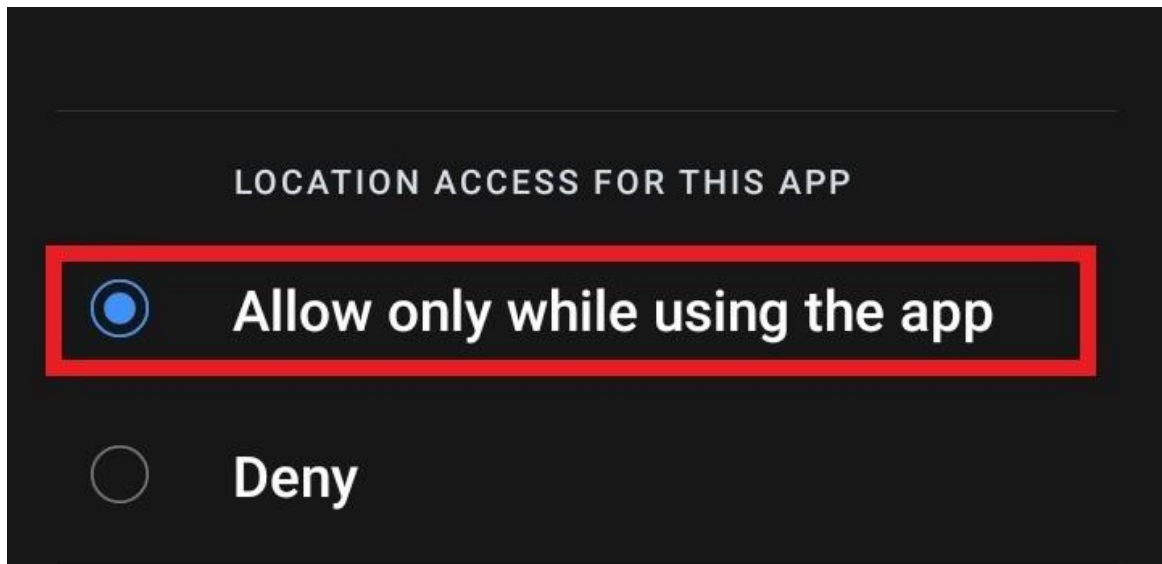 LOCATION ACCESS FOR THIS APP
Allow only while using the app
Deny